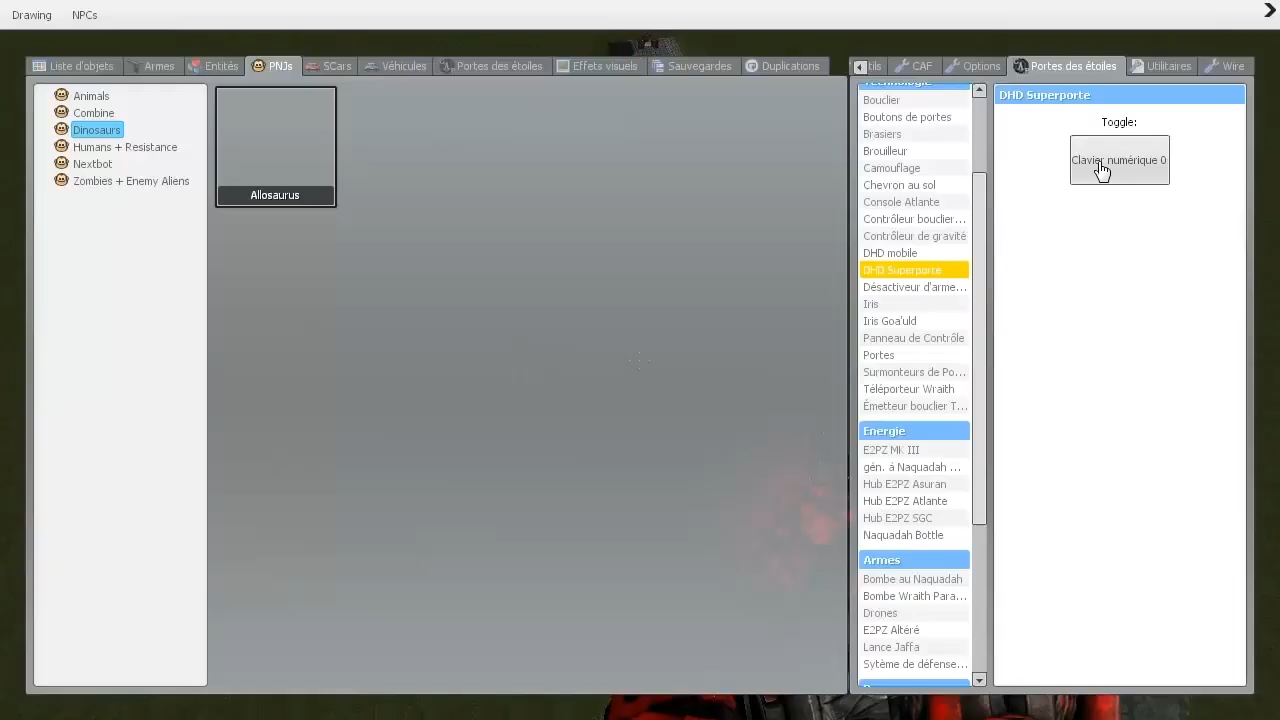 Drawing NPCs
Liste d'objets Armes Entités PNJs SCars Véhicules Portes des étoiles Effets visuels Sauvegardes Duplications
tils CAF Options Portes des étoiles Utilitaires Wire
Animals
Combine
Dinosaurs
Humans + Resistance
Nextbot
Zombies + Enemy Aliens
Allosaurus
Technologie
Bouclier
Boutons de portes
Brasiers
Brouilleur
Camouflage
Chevron au sol
Console Atlante
Contrôleur bouclier...
Contrôleur de gravité
DHD mobile
DHD Superporte
Désactiveur d'arme...
Iris
Iris Goa'uld
Panneau de Contrôle
Portes
Surmonteurs de Po...
Téléporteur Wraith
Émetteur bouclier T...
Energie
E2PZ MK III
gén. à Naquadah ...
Hub E2PZ Asuran
Hub E2PZ Atlante
Hub E2PZ SGC
Naquadah Bottle
Armes
Bombe au Naquadah
Bombe Wraith Para...
Drones
E2PZ Altéré
Lance Jaffa
Sytème de défense...
DHD Superporte
Toggle:
Clavier numérique 0